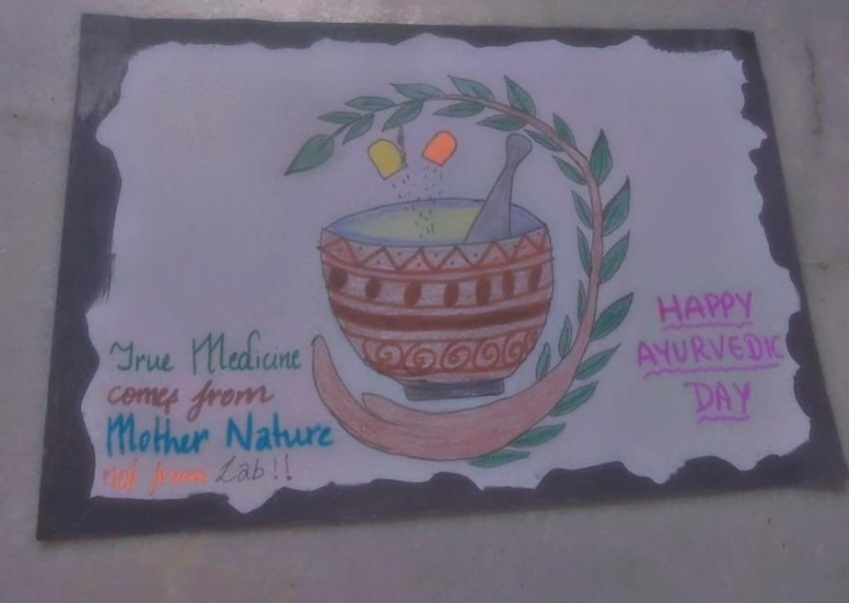 True Medicine
comes from
Mother Nature
not from Lab!!
HAPPY
AYURVEDIC
DAY